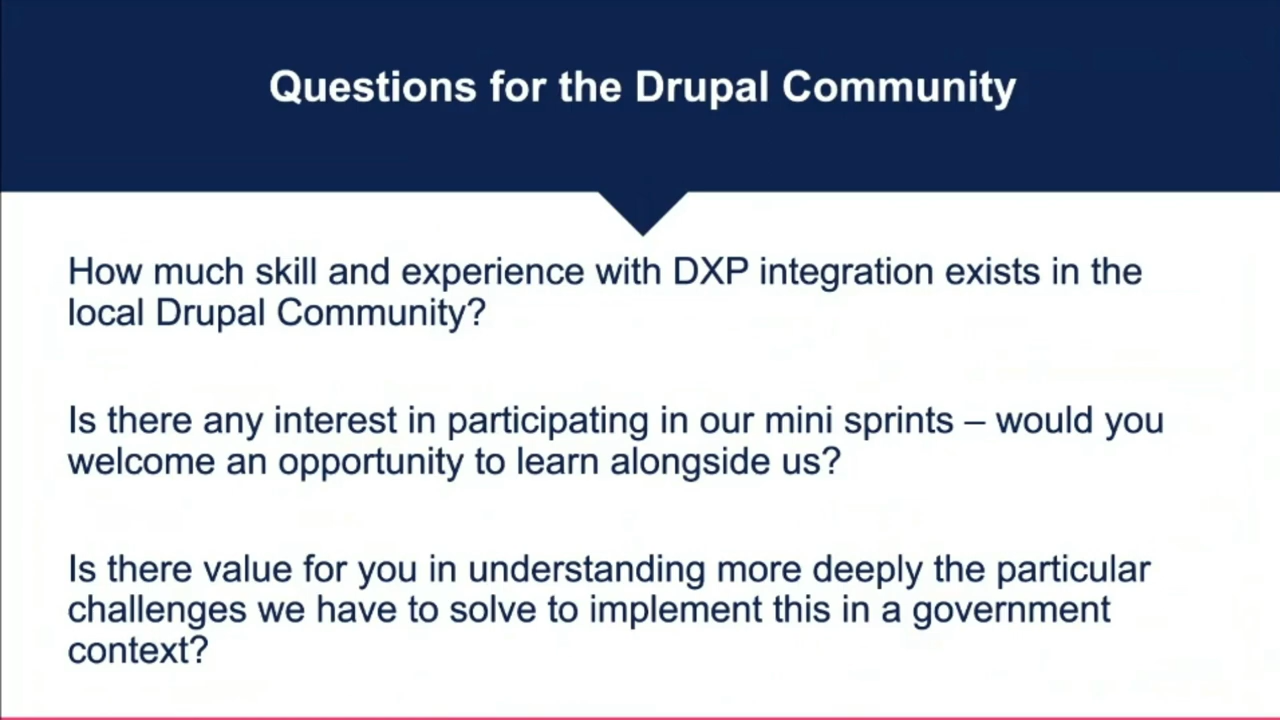 Questions for the Drupal Community
How much skill and experience with DXP integration exists in the
local Drupal Community?
Is there any interest in participating in our mini sprints – would you
welcome an opportunity to learn alongside us?
Is there value for you in understanding more deeply the particular
challenges we have to solve to implement this in a government
context?